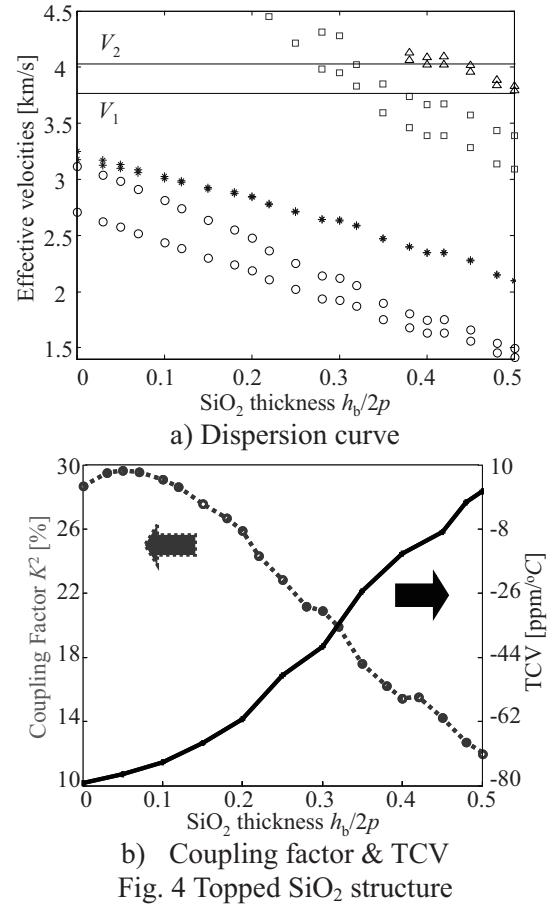 4.5
4
3.5
3
2.5
2
1.5
Effective velocities [km/s]
V₂
V₁
0 0.1 0.2 0.3 0.4 0.5
SiO₂ thickness h_b/2p
a) Dispersion curve
30
26
22
18
14
10
Coupling Factor K² [%]
10
-8
-26
-44
-62
-80
TCV [ppm/°C]
0 0.1 0.2 0.3 0.4 0.5
SiO₂ thickness h_b/2p
b) Coupling factor & TCV
Fig. 4 Topped SiO₂ structure